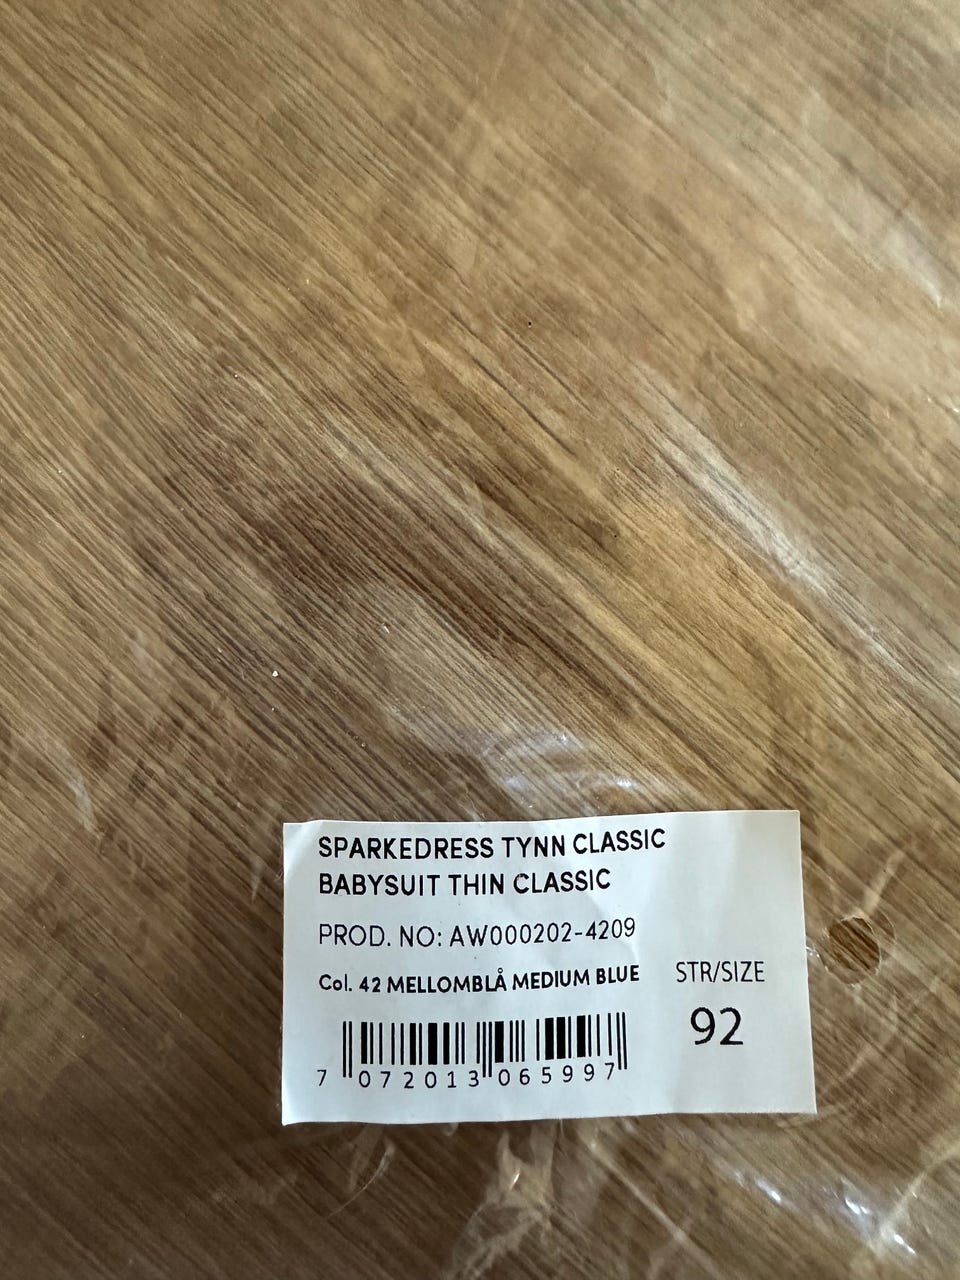 SPARKEDRESS TYNN CLASSIC
BABYSUIT THIN CLASSIC
PROD. NO: AW000202-4209
Col. 42 MELLOMBLÅ MEDIUM BLUE
STR/SIZE
92
7 072013 065997